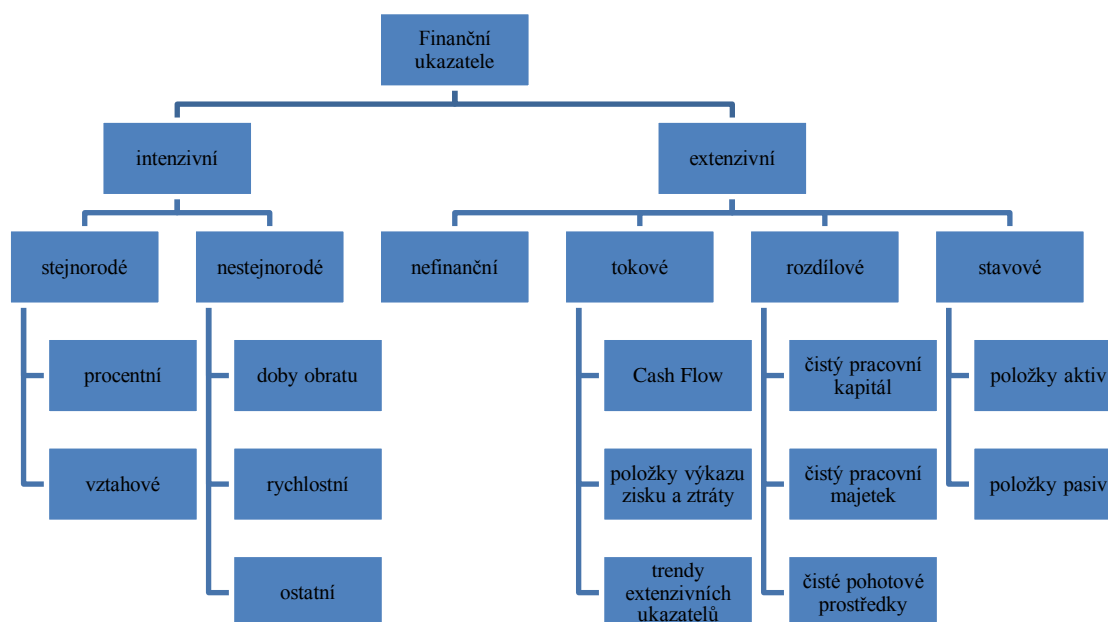 Finanční
ukazatele
intenzivní
extenzivní
stejnorodé
nestejnorodé
nefinanční
tokové
rozdílové
stavové
procentní
doby obratu
Cash Flow
čistý pracovní
kapitál
položky aktiv
vztahové
rychlostní
položky výkazu
zisku a ztráty
čistý pracovní
majetek
položky pasiv
ostatní
trendy
extenzivních
ukazatelů
čisté pohotové
prostředky